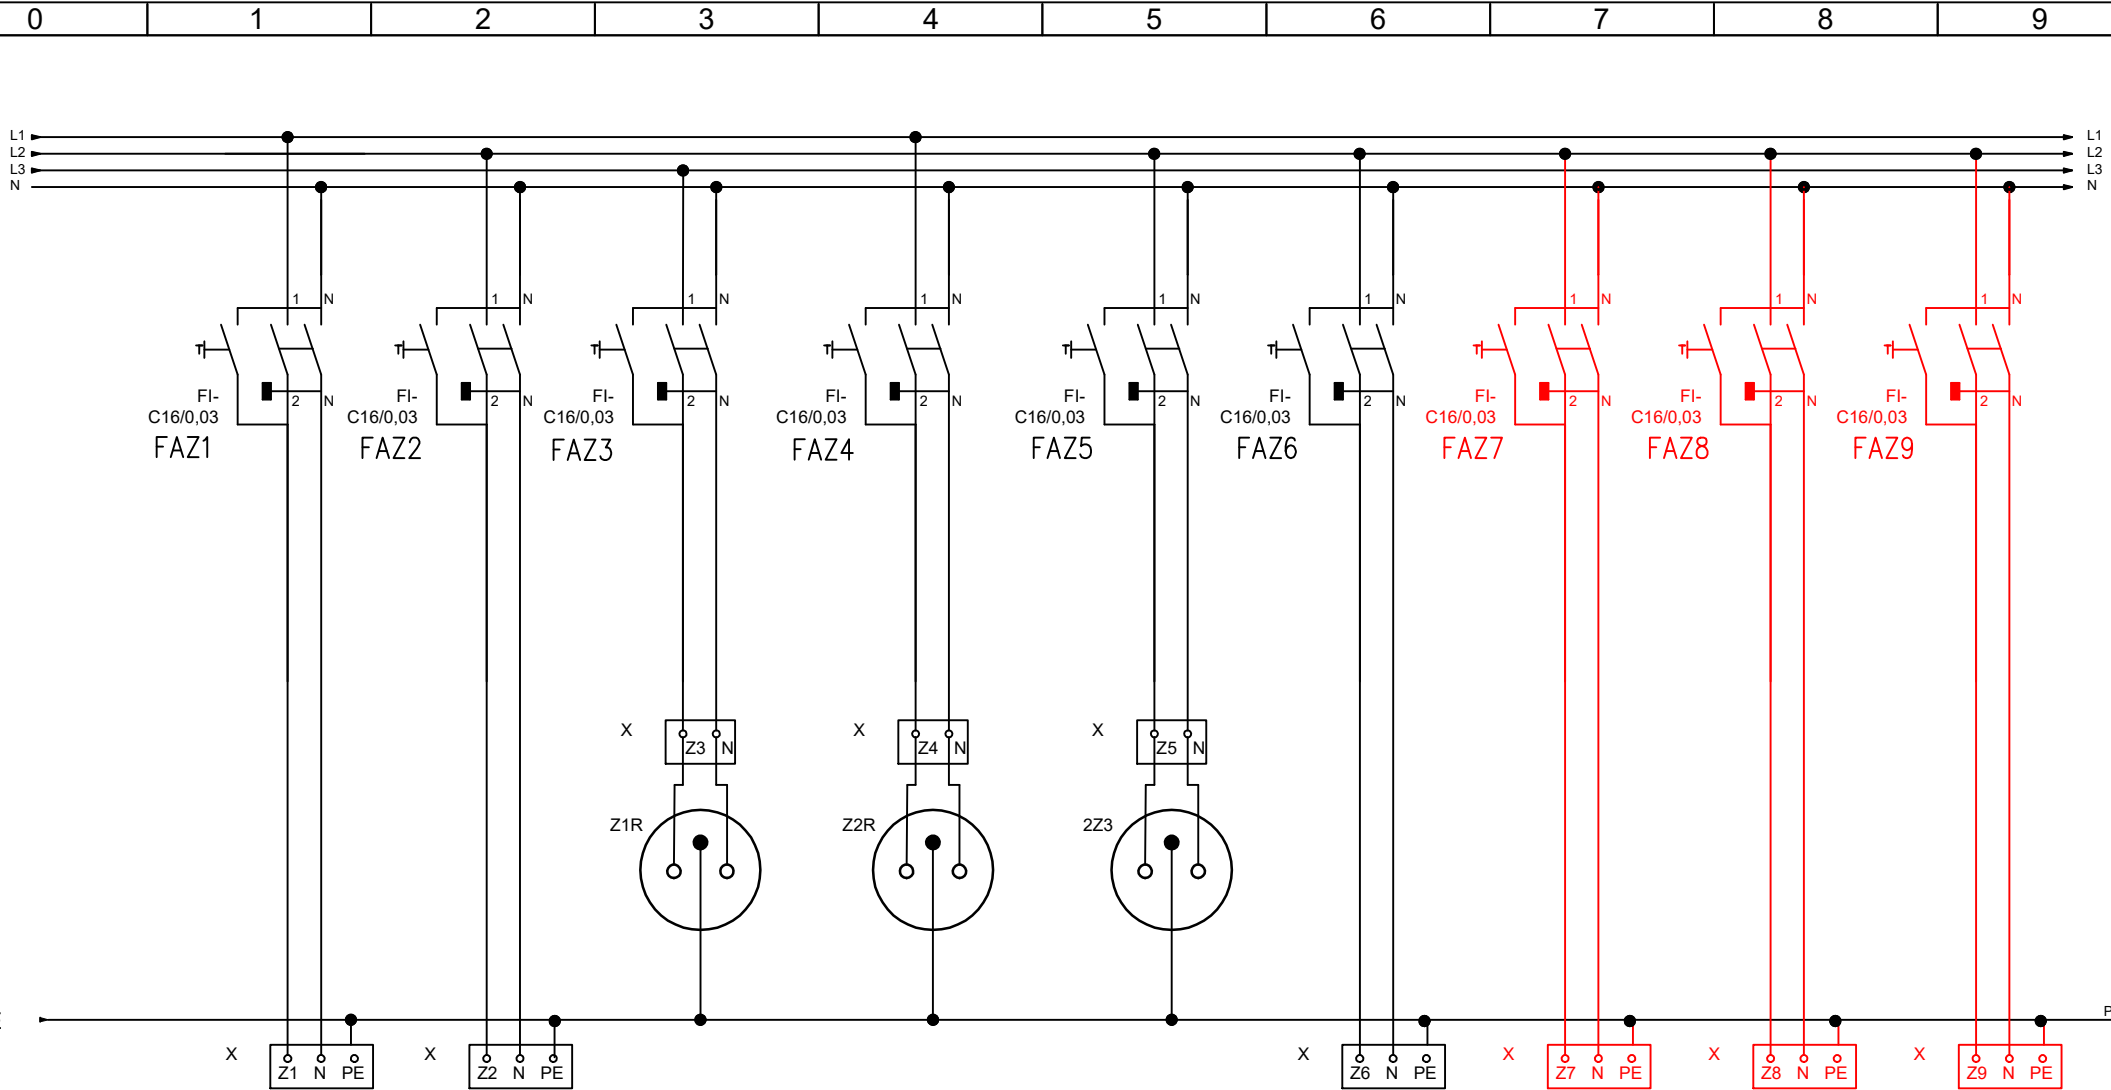 0 1 2 3 4 5 6 7 8 9
L1 L1
L2 L2
L3 L3
N N
1 N 1 N 1 N 1 N 1 N 1 N 1 N 1 N 1 N
T T T T T T T T T
FI- FI- FI- FI- FI- FI- FI- FI- FI-
2 N 2 N 2 N 2 N 2 N 2 N 2 N 2 N 2 N
C16/0,03 C16/0,03 C16/0,03 C16/0,03 C16/0,03 C16/0,03 C16/0,03 C16/0,03 C16/0,03
FAZ1 FAZ2 FAZ3 FAZ4 FAZ5 FAZ6 FAZ7 FAZ8 FAZ9
X X X
Z3 N Z4 N Z5 N
Z1R Z2R 2Z3
P
X X X X X X
Z1 N PE Z2 N PE Z6 N PE Z7 N PE Z8 N PE Z9 N PE